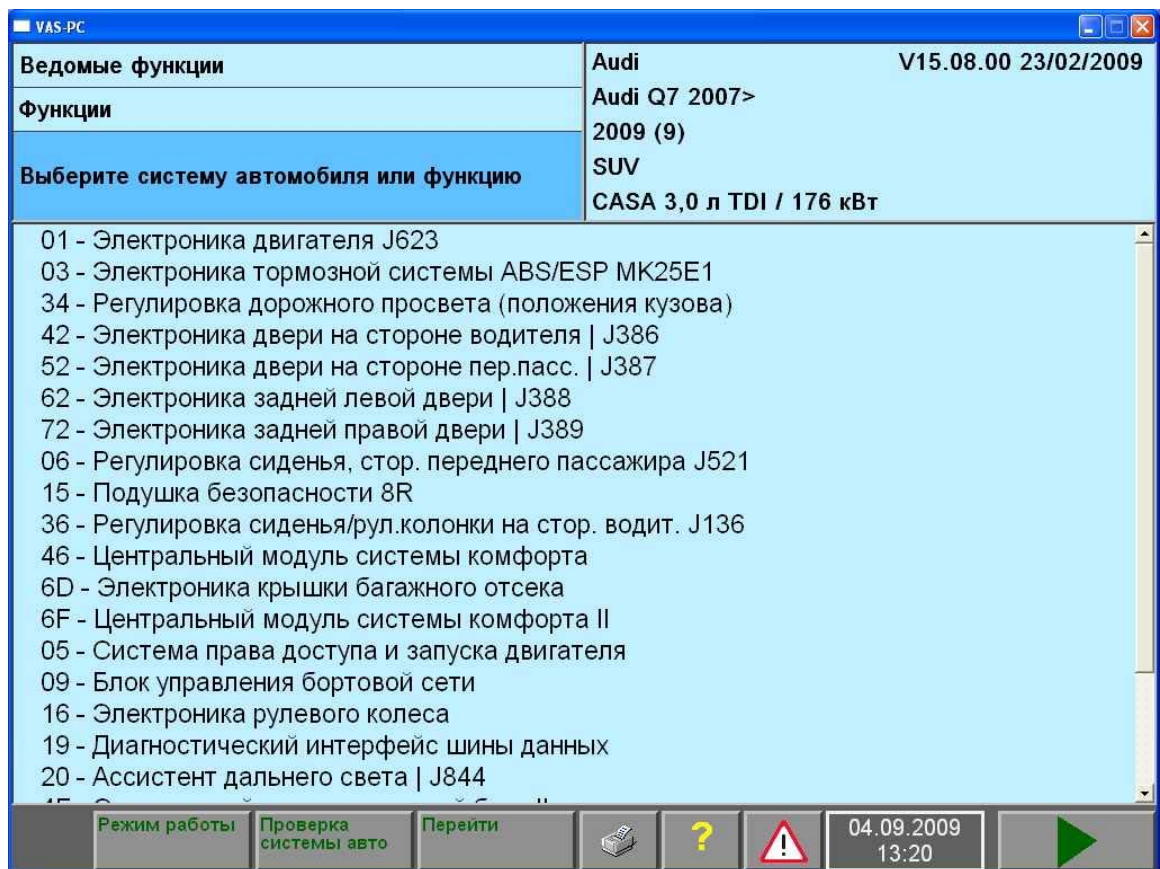 VAS-PC
Ведомые функции
Функции
Выберите систему автомобиля или функцию
Audi V15.08.00 23/02/2009
Audi Q7 2007>
2009 (9)
SUV
CASA 3,0 л TDI / 176 кВт
01 - Электроника двигателя J623
03 - Электроника тормозной системы ABS/ESP MK25E1
34 - Регулировка дорожного просвета (положения кузова)
42 - Электроника двери на стороне водителя | J386
52 - Электроника двери на стороне пер.пасс. | J387
62 - Электроника задней левой двери | J388
72 - Электроника задней правой двери | J389
06 - Регулировка сиденья, стор. переднего пассажира J521
15 - Подушка безопасности 8R
36 - Регулировка сиденья/рул.колонки на стор. водит. J136
46 - Центральный модуль системы комфорта
6D - Электроника крышки багажного отсека
6F - Центральный модуль системы комфорта II
05 - Система права доступа и запуска двигателя
09 - Блок управления бортовой сети
16 - Электроника рулевого колеса
19 - Диагностический интерфейс шины данных
20 - Ассистент дальнего света | J844
Режим работы
Проверка
системы авто
Перейти
?
04.09.2009
13:20